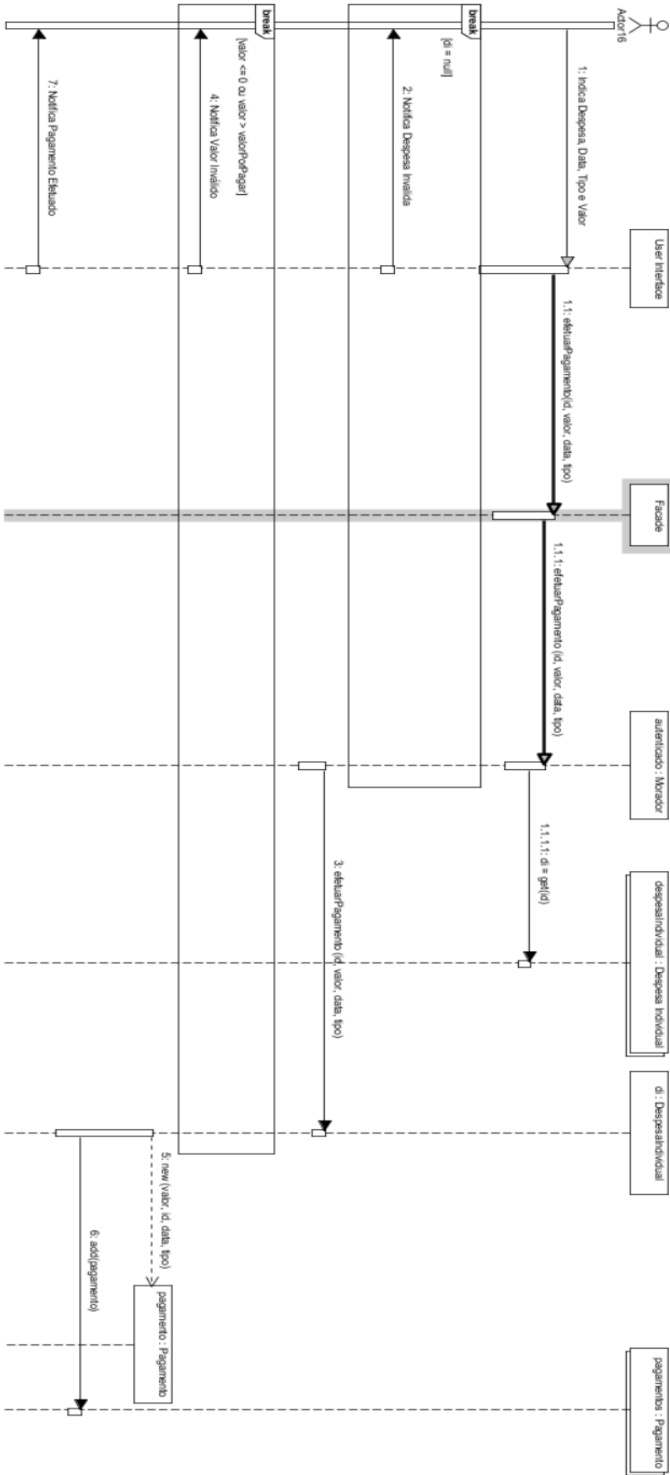 Actor16
User Interface
Facade
autenticado : Morador
despesaIndividual : Despesa Individual
di : DespesaIndividual
pagamentos : Pagamento
1: Indica Despesa, Data, Tipo e Valor
1.1: efetuarPagamento(id, valor, data, tipo)
1.1.1: efetuarPagamento (id, valor, data, tipo)
1.1.1.1: di = get(id)
break
[di = null]
2: Notifica Despesa Invalida
3: efetuarPagamento (id, valor, data, tipo)
break
[valor <= 0 ou valor > valorPorPagar]
4: Notifica Valor Inválido
5: new (valor, id, data, tipo)
pagamento : Pagamento
6: add(pagamento)
7: Notifica Pagamento Efetuado